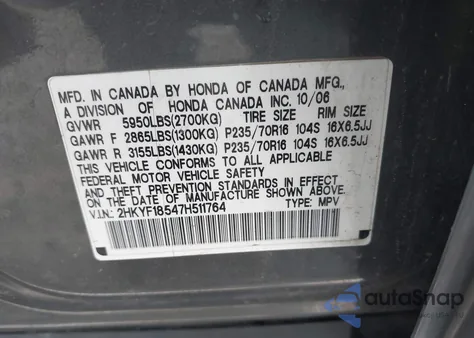 MFD. IN CANADA BY HONDA OF CANADA MFG.,
A DIVISION OF HONDA CANADA INC. 10/06
GVWR 5950LBS(2700KG) TIRE SIZE RIM SIZE
GAWR F 2865LBS(1300KG) P235/70R16 104S 16X6.5JJ
GAWR R 3155LBS(1430KG) P235/70R16 104S 16X6.5JJ
THIS VEHICLE CONFORMS TO ALL APPLICABLE
FEDERAL MOTOR VEHICLE SAFETY
AND THEFT PREVENTION STANDARDS IN EFFECT
ON THE DATE OF MANUFACTURE SHOWN ABOVE.
V.I.N.: 2HKYF18547H511764 TYPE: MPV
autoSnap